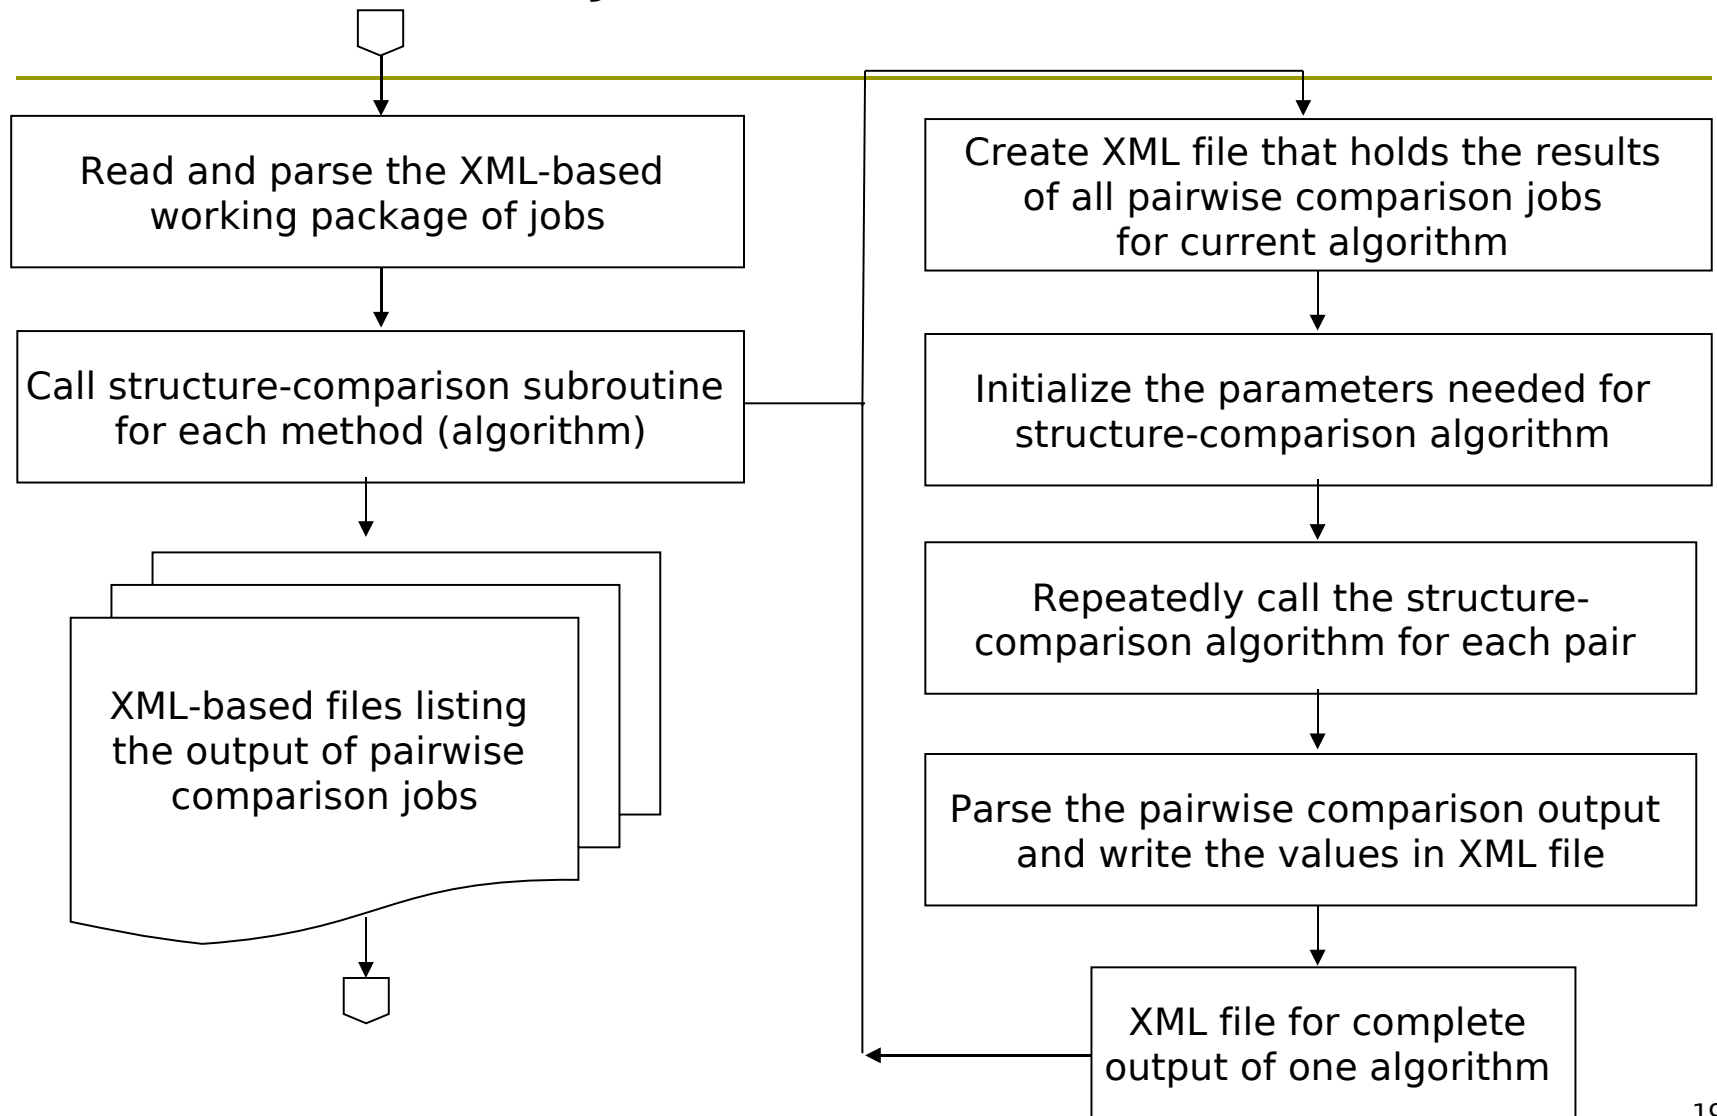 Read and parse the XML-based
working package of jobs
Call structure-comparison subroutine
for each method (algorithm)
XML-based files listing
the output of pairwise
comparison jobs
Create XML file that holds the results
of all pairwise comparison jobs
for current algorithm
Initialize the parameters needed for
structure-comparison algorithm
Repeatedly call the structure-
comparison algorithm for each pair
Parse the pairwise comparison output
and write the values in XML file
XML file for complete
output of one algorithm
19